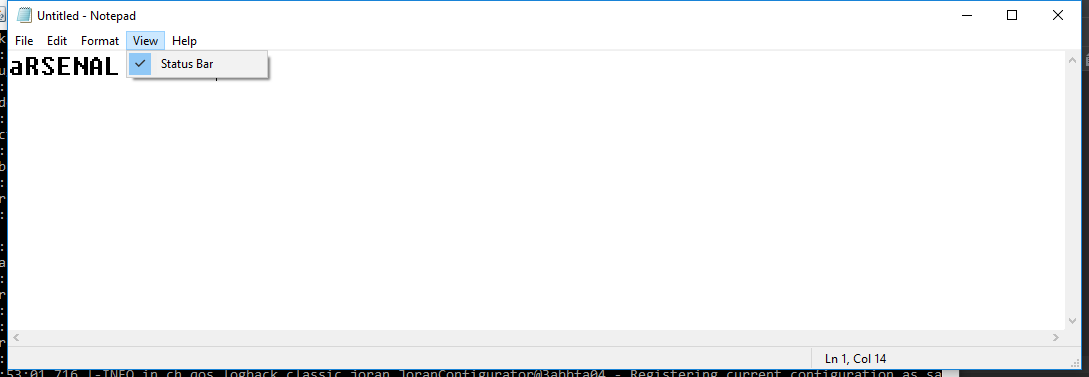 Untitled - Notepad
File Edit Format View Help
aRSENAL
Status Bar
Ln 1, Col 14
:53:01,716 |-INFO in ch.qos.logback.classic.joran.JoranConfigurator@3abbfa04 - Registering current configuration as sa